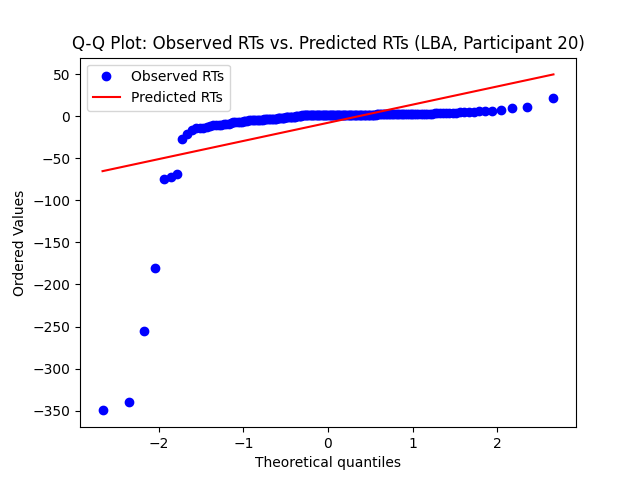 Q-Q Plot: Observed RTs vs. Predicted RTs (LBA, Participant 20)
Observed RTs
Predicted RTs
50
0
−50
−100
−150
−200
−250
−300
−350
Ordered Values
−2
−1
0
1
2
Theoretical quantiles